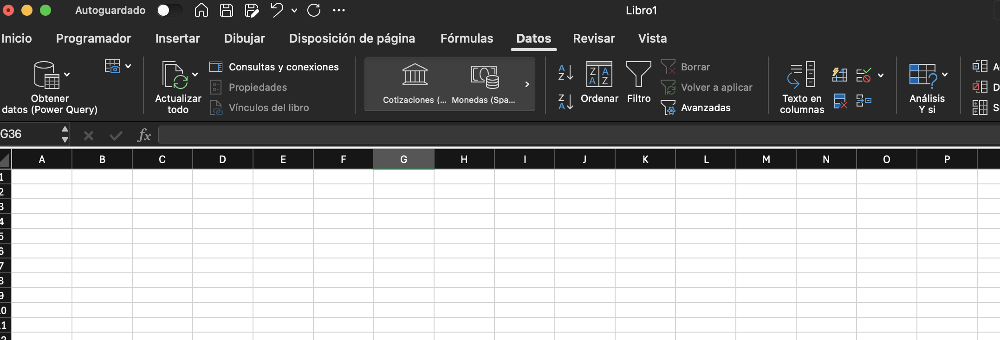 Autoguardado
Libro1
Inicio Programador Insertar Dibujar Disposición de página Fórmulas Datos Revisar Vista
Obtener
datos (Power Query)
Actualizar
todo
Consultas y conexiones
Propiedades
Vínculos del libro
Cotizaciones (... Monedas (Spa...
A
Z
Z
A
Z A
A Z
Ordenar
Filtro
Borrar
Volver a aplicar
Avanzadas
Texto en
columnas
Análisis
Y si
G36
fx
A B C D E F G H I J K L M N O P
1
2
3
4
5
6
7
8
9